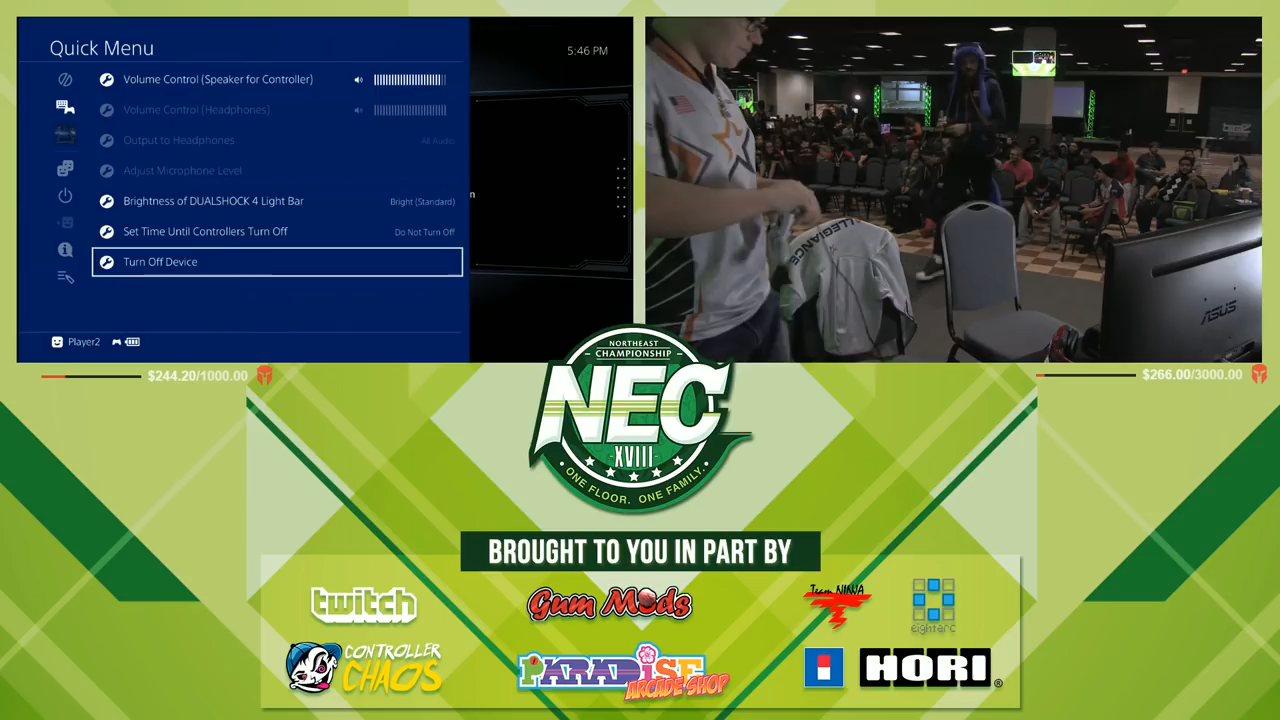 Quick Menu
5:46 PM
Volume Control (Speaker for Controller)
Volume Control (Headphones)
Output to Headphones
All Audio
Adjust Microphone Level
Brightness of DUALSHOCK 4 Light Bar
Bright (Standard)
Set Time Until Controllers Turn Off
Do Not Turn Off
Turn Off Device
Player2
n
LLEGIANCE
ASUS
$244.20/1000.00
$266.00/3000.00
NORTHEAST
CHAMPIONSHIP
NEC
XVIII
ONE FLOOR. ONE FAMILY.
BROUGHT TO YOU IN PART BY
twitch
Gum Mods
Team NINJA
eightarc
CONTROLLER
CHAOS
PARADISE
ARCADE SHOP
HORI